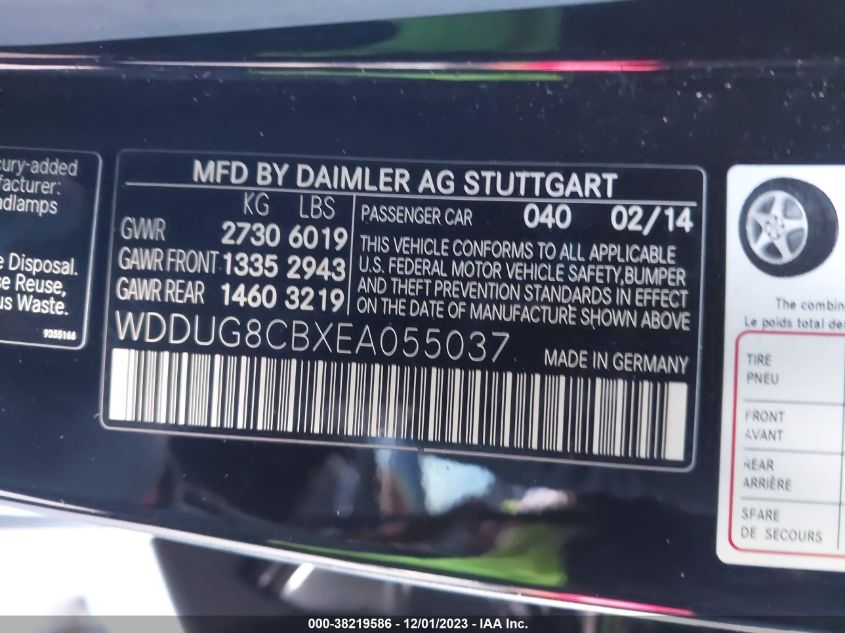 cury-added
facturer:
adlamps
e Disposal.
se Reuse,
us Waste.
9355166
MFD BY DAIMLER AG STUTTGART
KG LBS
GWR 2730 6019
GAWR FRONT 1335 2943
GAWR REAR 1460 3219
PASSENGER CAR 040 02/14
THIS VEHICLE CONFORMS TO ALL APPLICABLE
U.S. FEDERAL MOTOR VEHICLE SAFETY,BUMPER
AND THEFT PREVENTION STANDARDS IN EFFECT
ON THE DATE OF MANUFACTURE SHOWN ABOVE
WDDUG8CBXEA055037
MADE IN GERMANY
The combin
Le poids total de
TIRE
PNEU
FRONT
AVANT
REAR
ARRIÈRE
SPARE
DE SECOURS
000-38219586 - 12/01/2023 - IAA Inc.